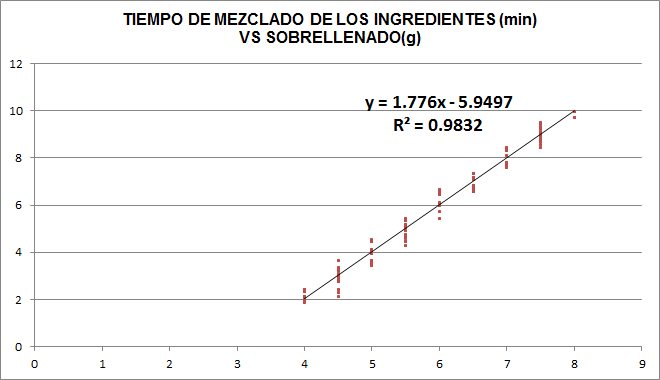 TIEMPO DE MEZCLADO DE LOS INGREDIENTES (min)
VS SOBRELLENADO(g)
12
10
8
6
4
2
0
y = 1.776x - 5.9497
R² = 0.9832
0 1 2 3 4 5 6 7 8 9